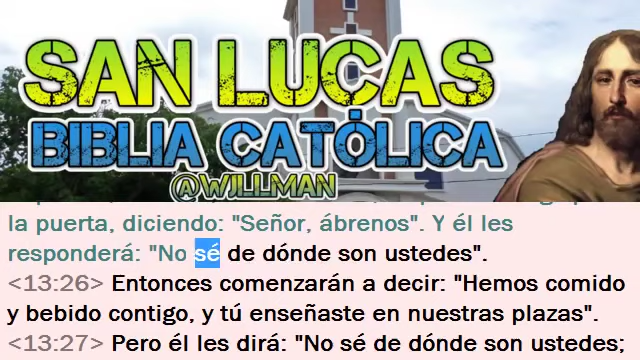 SAN LUCAS
BIBLIA CATÓLICA
@WJLLMAN
la puerta, diciendo: "Señor, ábrenos". Y él les
responderá: "No sé de dónde son ustedes".
<13:26> Entonces comenzarán a decir: "Hemos comido
y bebido contigo, y tú enseñaste en nuestras plazas".
<13:27> Pero él les dirá: "No sé de dónde son ustedes;